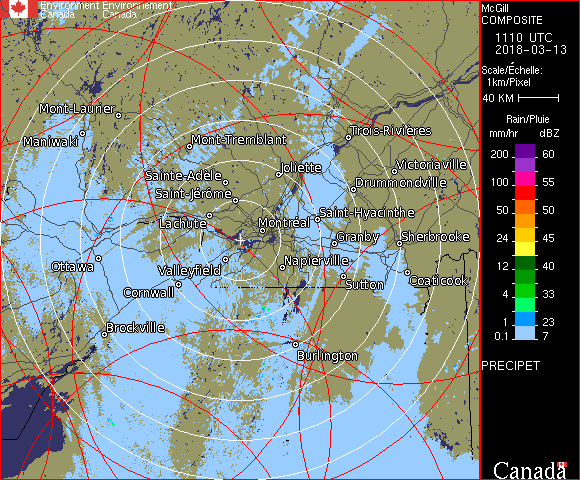 Environment Environnement
Canada Canada
McGill
COMPOSITE
1110 UTC
2018-03-13
Scale/Échelle:
1km/Pixel
40 KM
Rain/Pluie
mm/hr dBZ
200 60
100 55
50 50
24 45
12 40
4 33
1 23
0.1 7
PRECIPET
Mont-Laurier
Maniwaki
Mont-Tremblant
Trois-Rivières
Joliette
Victoriaville
Sainte-Adèle
Drummondville
Saint-Jérôme
Saint-Hyacinthe
Lachute
Montréal
Granby
Sherbrooke
Ottawa
Valleyfield
Napierville
Sutton
Coaticook
Cornwall
Brockville
Burlington
Canada